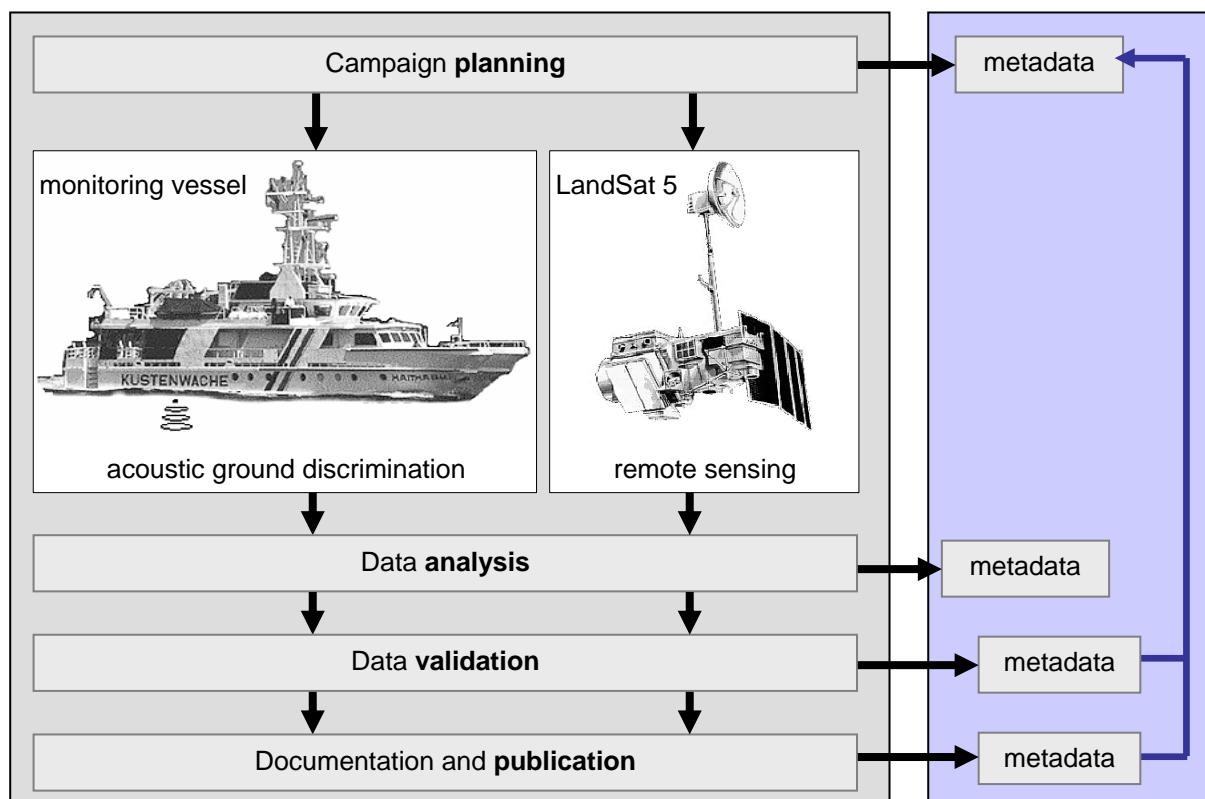 Campaign planning
metadata
monitoring vessel
LandSat 5
KUSTENWACHE
HAITHABU
acoustic ground discrimination
remote sensing
Data analysis
metadata
Data validation
metadata
Documentation and publication
metadata